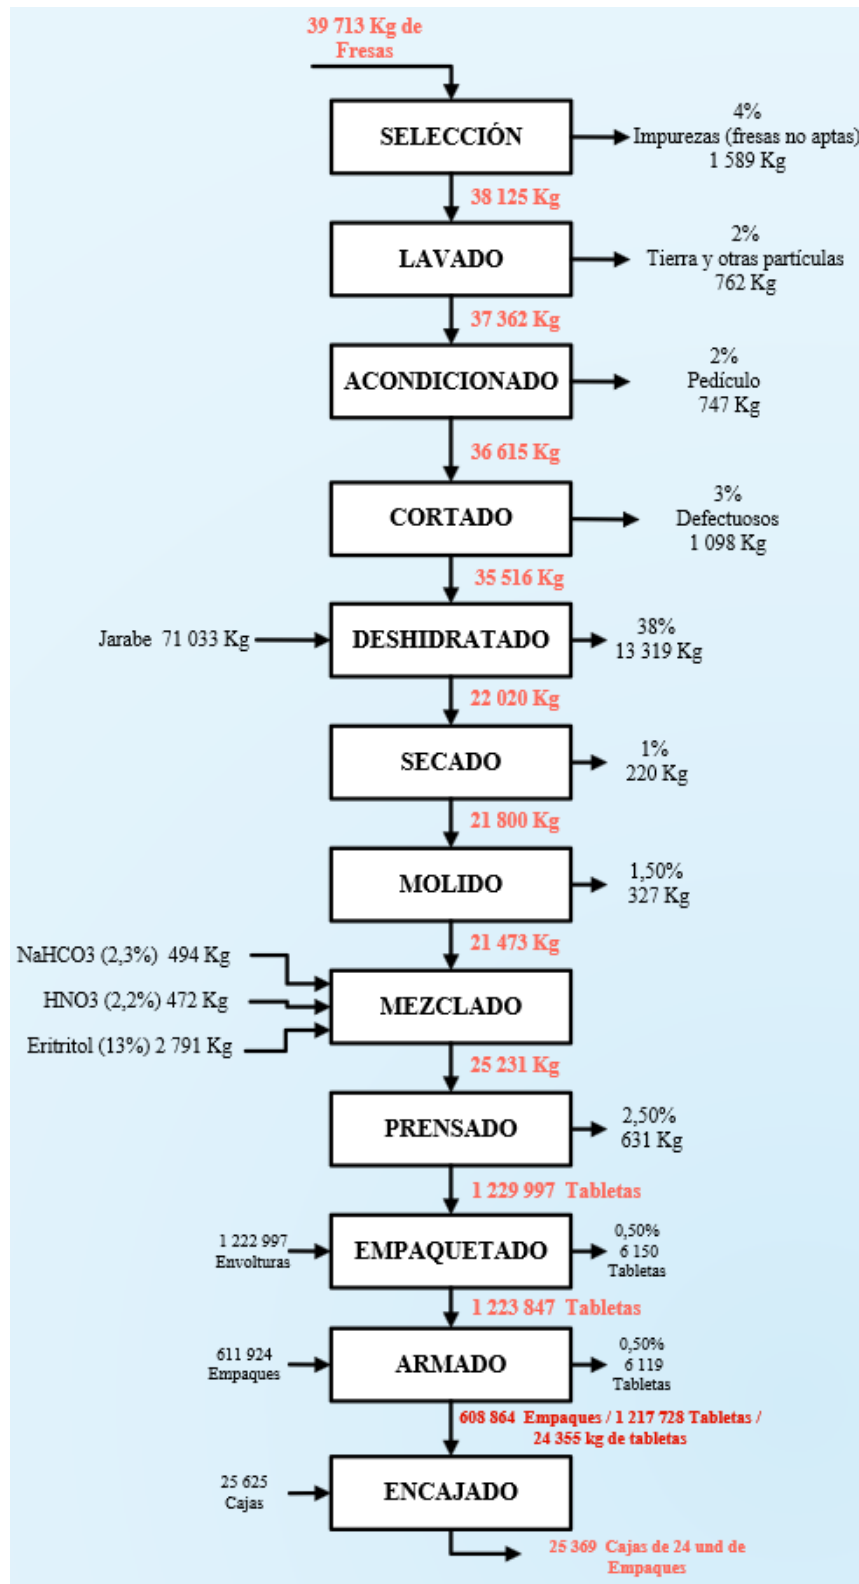 39 713 Kg de
Fresas
SELECCIÓN
4%
Impurezas (fresas no aptas)
1 589 Kg
38 125 Kg
LAVADO
2%
Tierra y otras partículas
762 Kg
37 362 Kg
ACONDICIONADO
2%
Pedículo
747 Kg
36 615 Kg
CORTADO
3%
Defectuosos
1 098 Kg
35 516 Kg
Jarabe 71 033 Kg
DESHIDRATADO
38%
13 319 Kg
22 020 Kg
SECADO
1%
220 Kg
21 800 Kg
MOLIDO
1,50%
327 Kg
21 473 Kg
NaHCO3 (2,3%) 494 Kg
HNO3 (2,2%) 472 Kg
Eritritol (13%) 2 791 Kg
MEZCLADO
25 231 Kg
PRENSADO
2,50%
631 Kg
1 229 997 Tabletas
1 222 997
Envolturas
EMPAQUETADO
0,50%
6 150
Tabletas
1 223 847 Tabletas
611 924
Empaques
ARMADO
0,50%
6 119
Tabletas
608 864 Empaques / 1 217 728 Tabletas /
24 355 kg de tabletas
25 625
Cajas
ENCAJADO
25 369 Cajas de 24 und de
Empaques